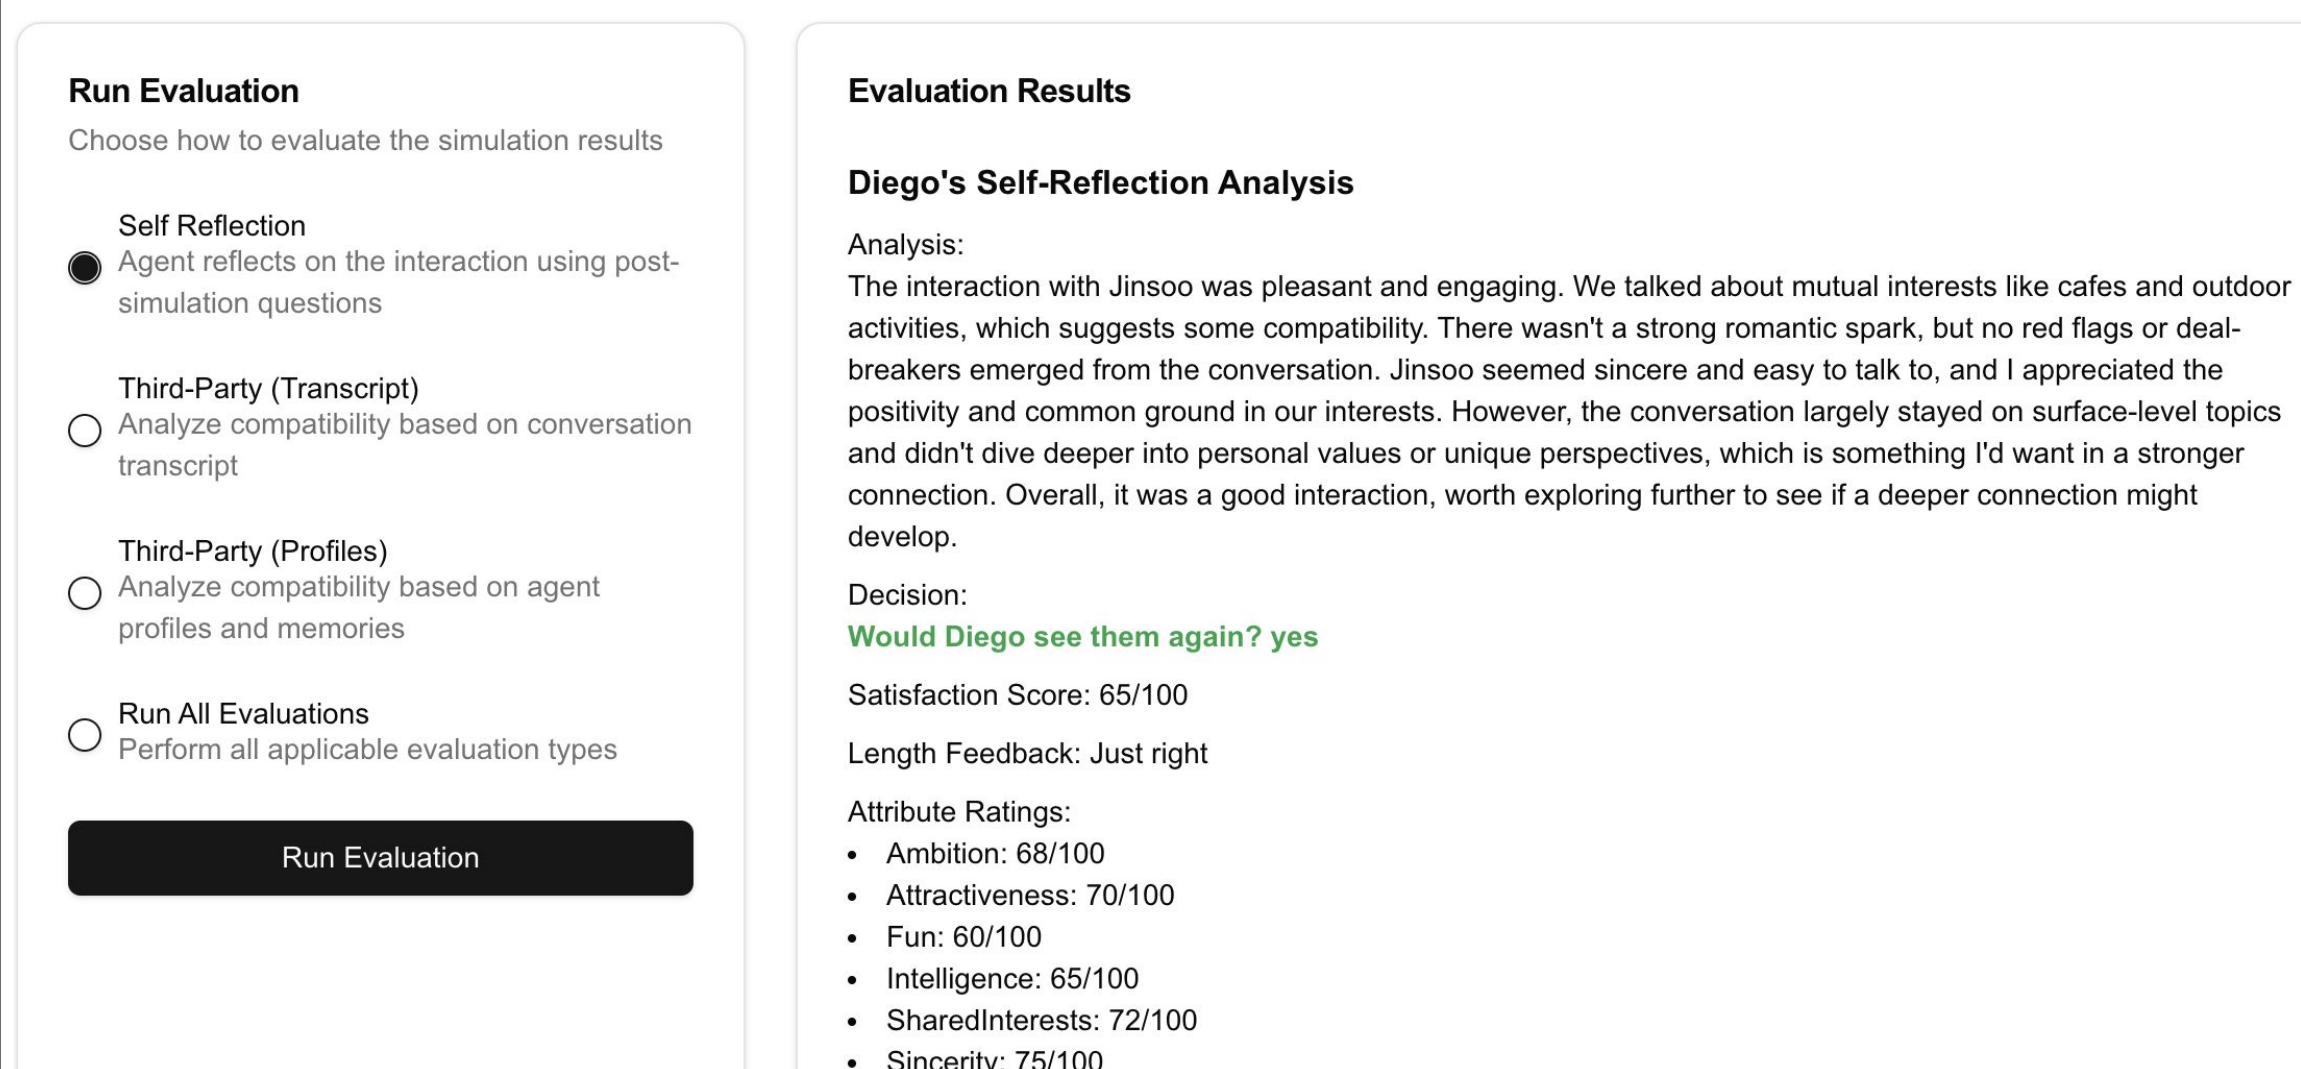 Run Evaluation
Choose how to evaluate the simulation results
Self Reflection
Agent reflects on the interaction using post-
simulation questions
Third-Party (Transcript)
Analyze compatibility based on conversation
transcript
Third-Party (Profiles)
Analyze compatibility based on agent
profiles and memories
Run All Evaluations
Perform all applicable evaluation types
Run Evaluation
Evaluation Results
Diego's Self-Reflection Analysis
Analysis:
The interaction with Jinsoo was pleasant and engaging. We talked about mutual interests like cafes and outdoor
activities, which suggests some compatibility. There wasn't a strong romantic spark, but no red flags or deal-
breakers emerged from the conversation. Jinsoo seemed sincere and easy to talk to, and I appreciated the
positivity and common ground in our interests. However, the conversation largely stayed on surface-level topics
and didn't dive deeper into personal values or unique perspectives, which is something I'd want in a stronger
connection. Overall, it was a good interaction, worth exploring further to see if a deeper connection might
develop.
Decision:
Would Diego see them again? yes
Satisfaction Score: 65/100
Length Feedback: Just right
Attribute Ratings:
• Ambition: 68/100
• Attractiveness: 70/100
• Fun: 60/100
• Intelligence: 65/100
• SharedInterests: 72/100
• Sincerity: 75/100